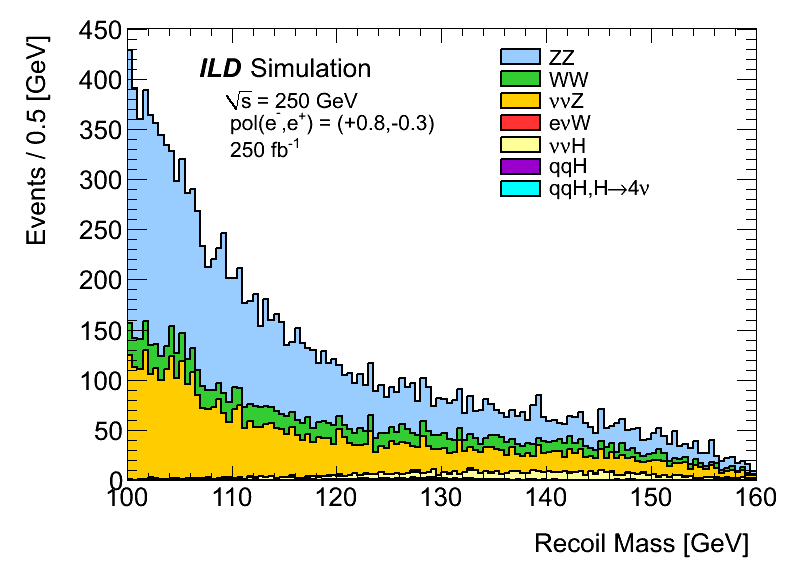 Events / 0.5 [GeV]
450
400
350
300
250
200
150
100
50
0
ILD Simulation
√s = 250 GeV
pol(e⁻,e⁺) = (+0.8,-0.3)
250 fb⁻¹
ZZ
WW
ννZ
eνW
ννH
qqH
qqH,H→4ν
100 110 120 130 140 150 160
Recoil Mass [GeV]